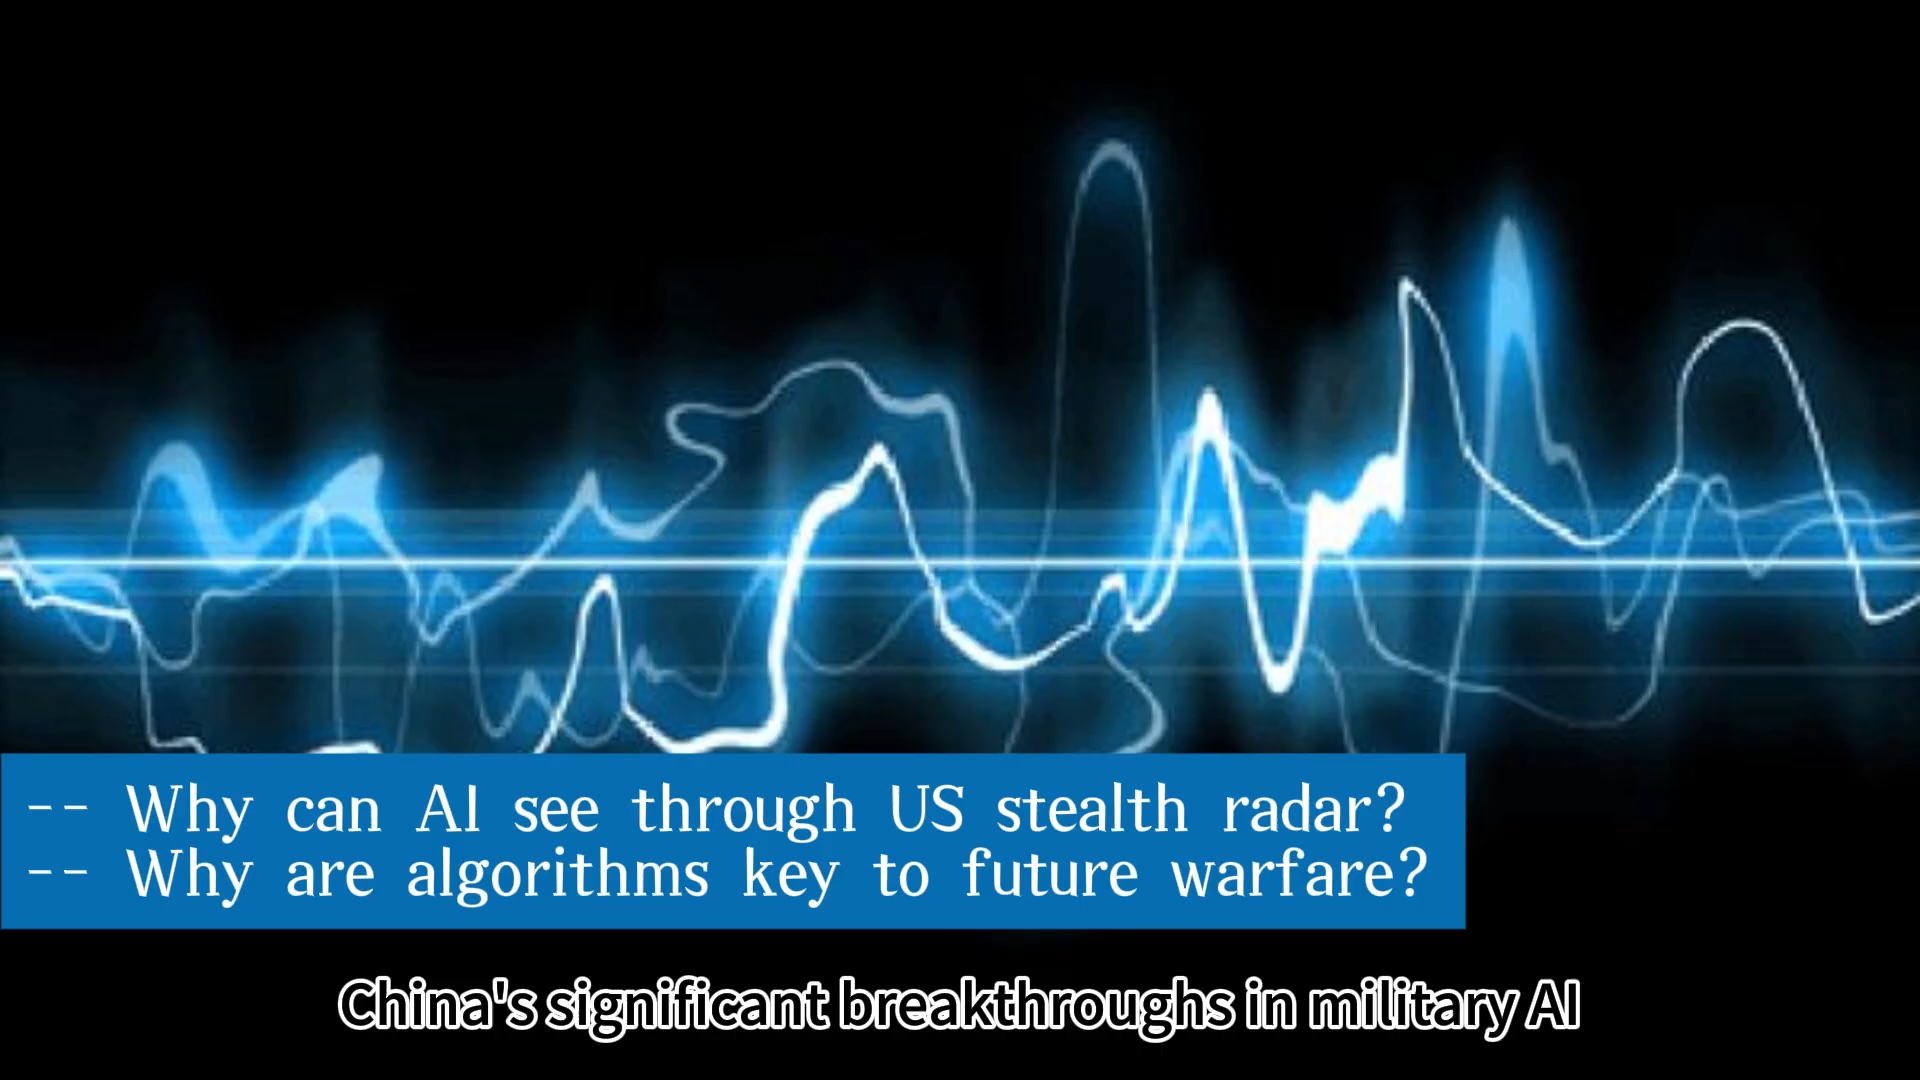 -- Why can AI see through US stealth radar?
-- Why are algorithms key to future warfare?
China's significant breakthroughs in military AI